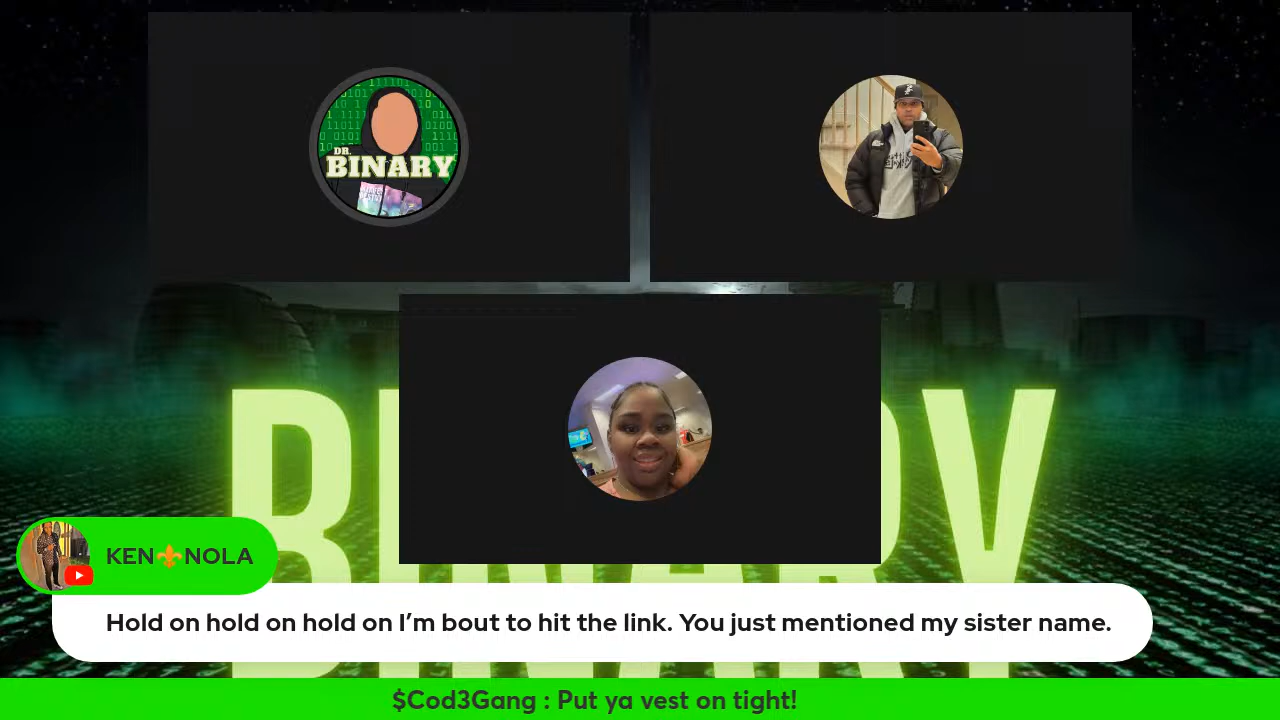 DR.
BINARY
BINARY
KEN⚜️NOLA
Hold on hold on hold on I'm bout to hit the link. You just mentioned my sister name.
$Cod3Gang : Put ya vest on tight!